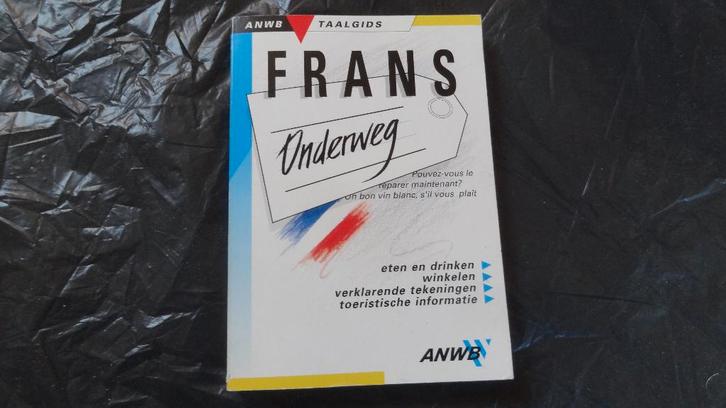 ANWB TAALGIDS
FRANS
Onderweg
Pouvez-vous le
réparer maintenant?
Un bon vin blanc, s'il vous plaît
eten en drinken
winkelen
verklarende tekeningen
toeristische informatie
ANWB